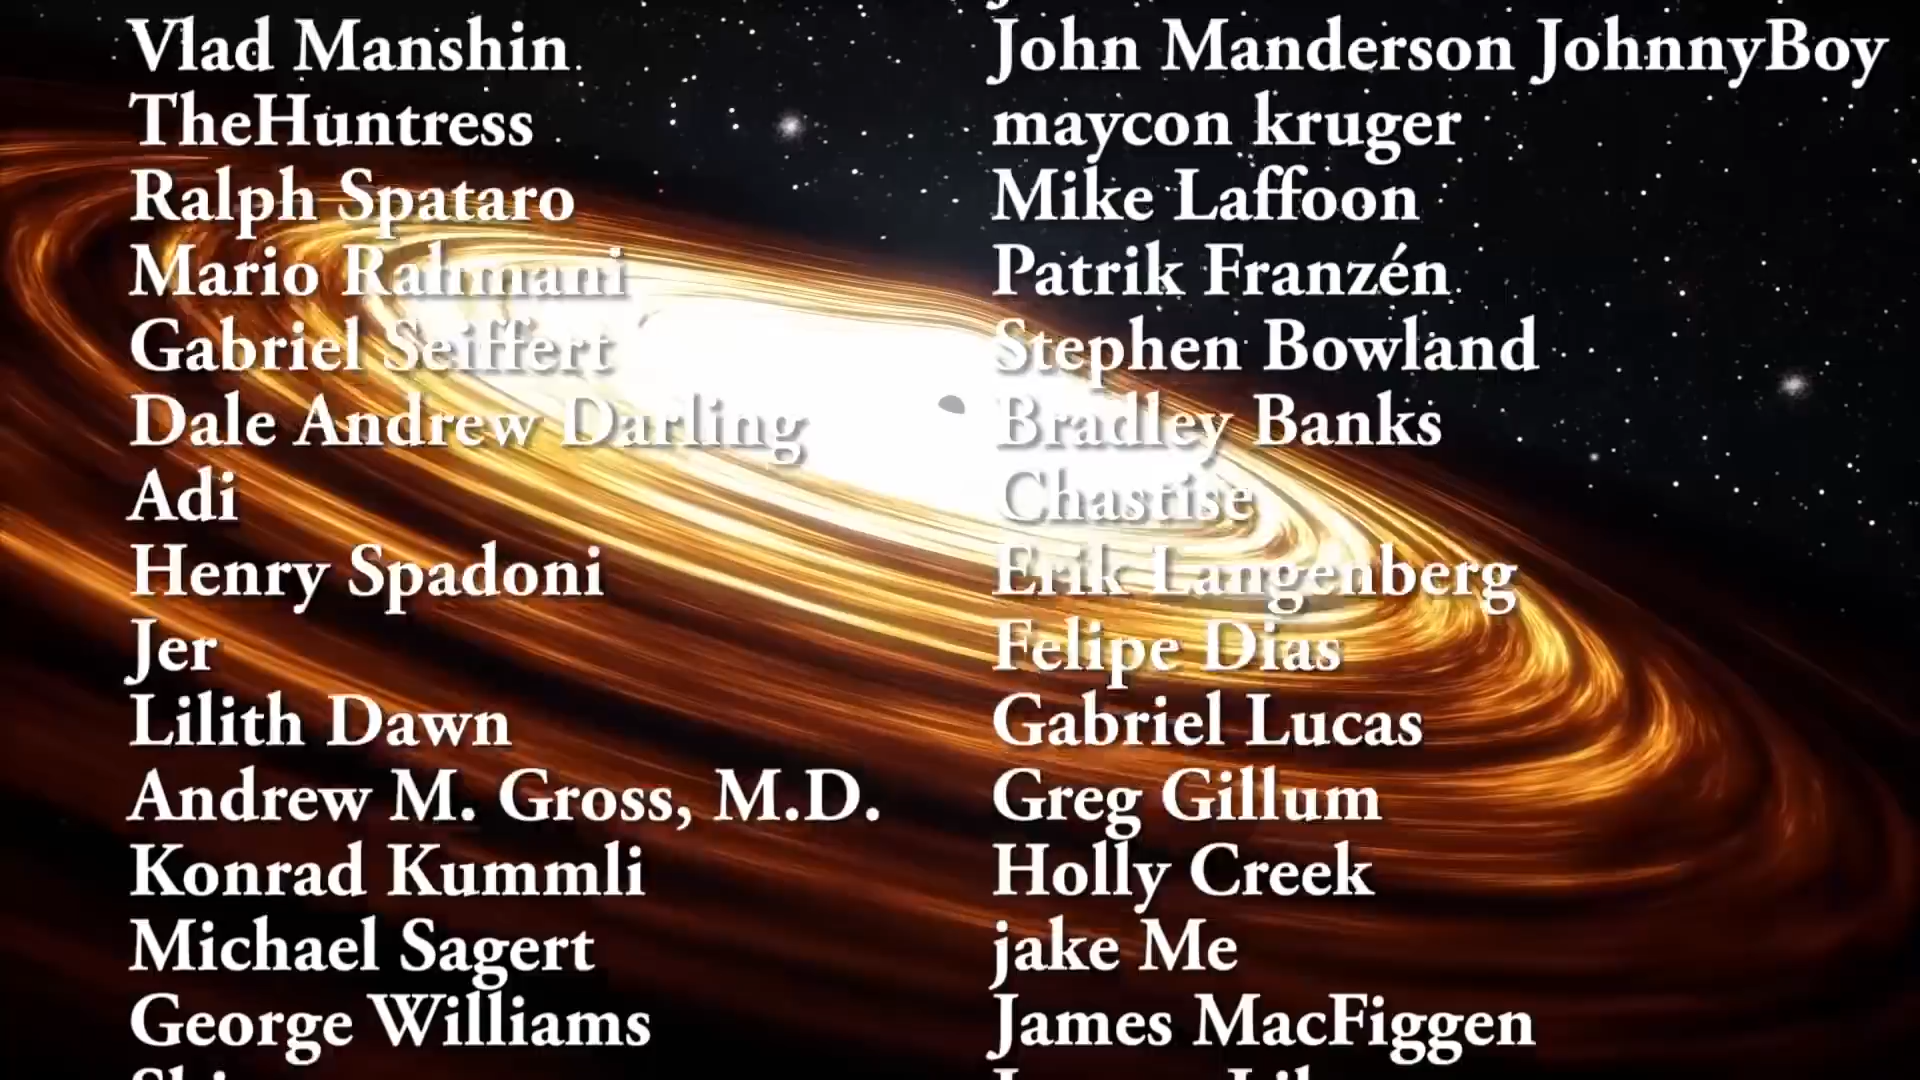 Vlad Manshin
TheHuntress
Ralph Spataro
Mario Rahmani
Gabriel Seiffert
Dale Andrew Darling
Adi
Henry Spadoni
Jer
Lilith Dawn
Andrew M. Gross, M.D.
Konrad Kummli
Michael Sagert
George Williams
John Manderson JohnnyBoy
maycon kruger
Mike Laffoon
Patrik Franzén
Stephen Bowland
Bradley Banks
Chastise
Erik Langenberg
Felipe Dias
Gabriel Lucas
Greg Gillum
Holly Creek
jake Me
James MacFiggen